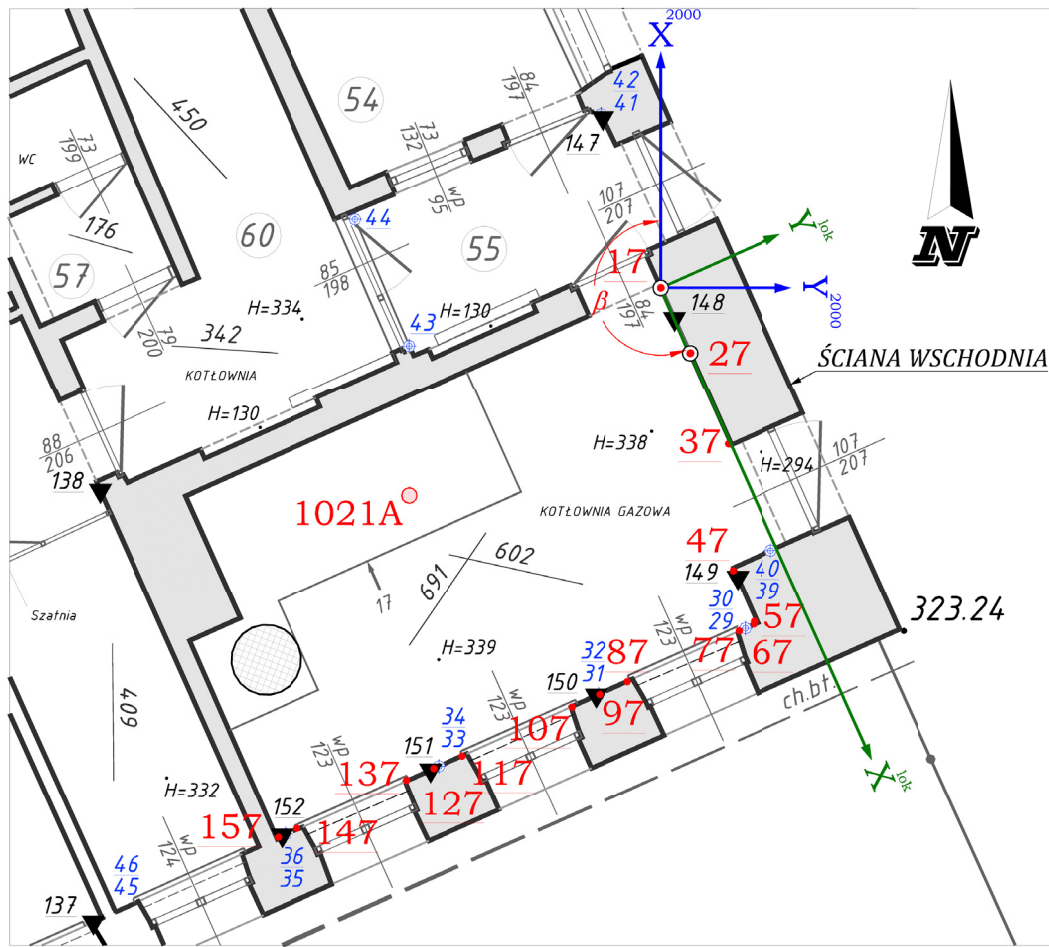 X 2000
42
41
84
197
54
450
73
132
147
WC
73
199
wp
95
107
207
Y lok
44
176
60
55
17
N
57
85
198
Y 2000
β
84
197
148
H=334
H=130
43
79
200
342
27
ŚCIANA WSCHODNIA
KOTŁOWNIA
H=130
37
H=338
107
207
88
206
H=294
138
1021A
KOTŁOWNIA GAZOWA
47
602
149
40
39
691
17
30
29
57
323.24
Szatnia
wp
123
H=339
32
31
87
77
67
wp
123
150
97
ch.bt.
409
34
33
107
wp
123
151
137
117
X lok
H=332
127
152
157
147
wp
124
36
35
46
45
137